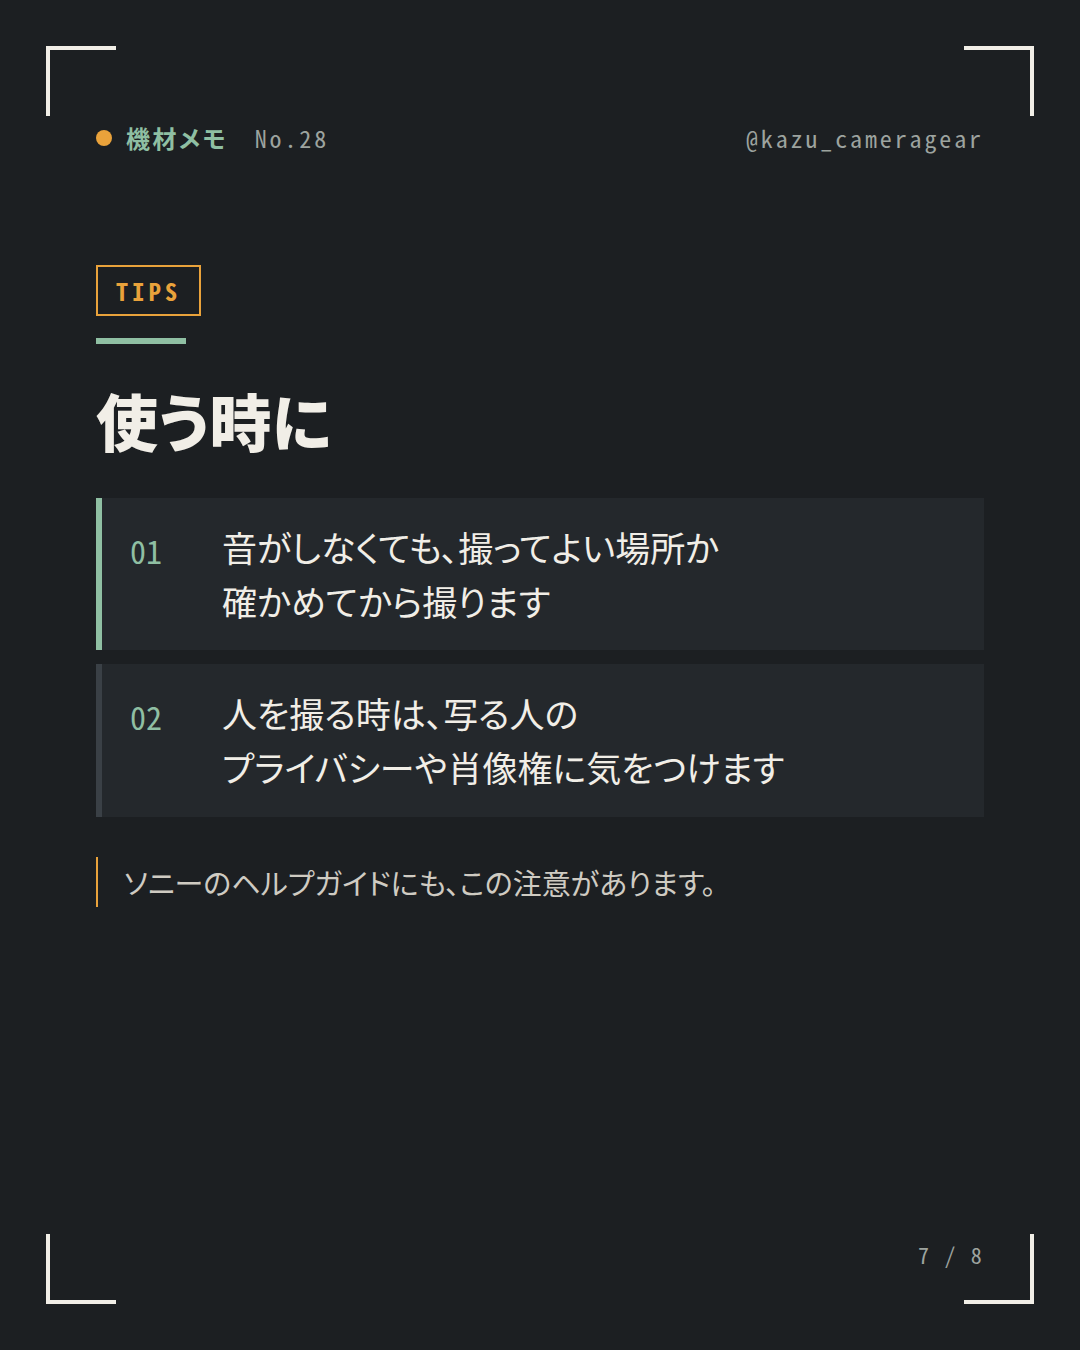 機材メモ No.28
@kazu_cameragear
TIPS
使う時に
01 音がしなくても、撮ってよい場所か
確かめてから撮ります
02 人を撮る時は、写る人の
プライバシーや肖像権に気をつけます
ソニーのヘルプガイドにも、この注意があります。
7 / 8